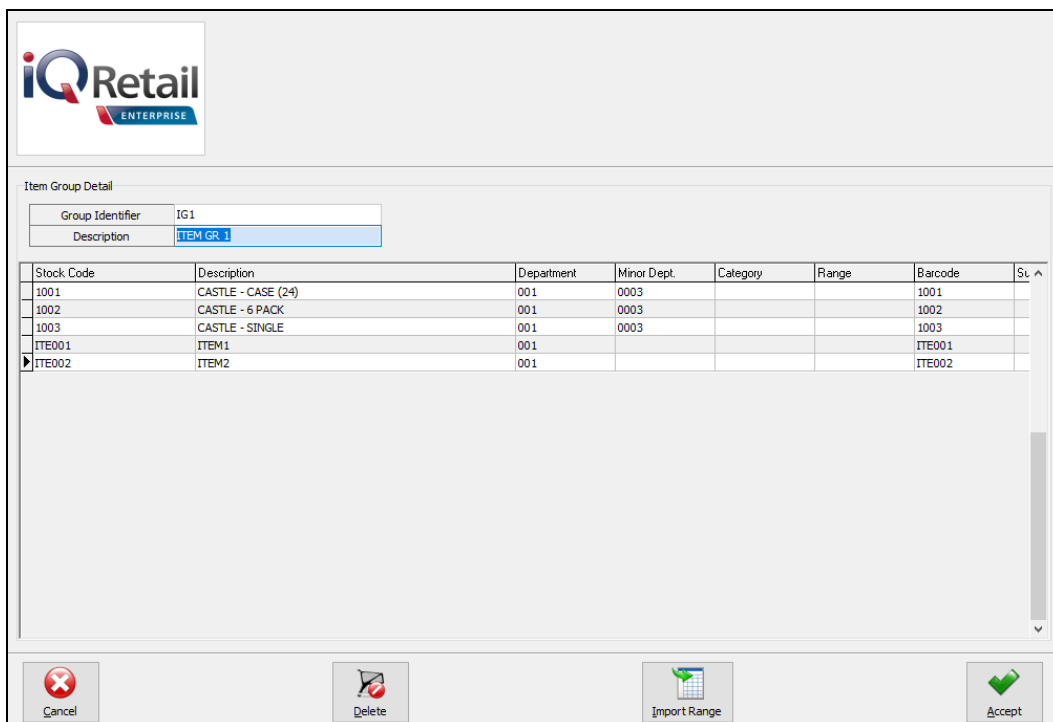 iQ Retail
ENTERPRISE
Item Group Detail
Group Identifier IG1
Description ITEM GR 1
Stock Code Description Department Minor Dept. Category Range Barcode
1001 CASTLE - CASE (24) 001 0003 1001
1002 CASTLE - 6 PACK 001 0003 1002
1003 CASTLE - SINGLE 001 0003 1003
ITE001 ITEM1 001 ITE001
ITE002 ITEM2 001 ITE002
Cancel Delete Import Range Accept